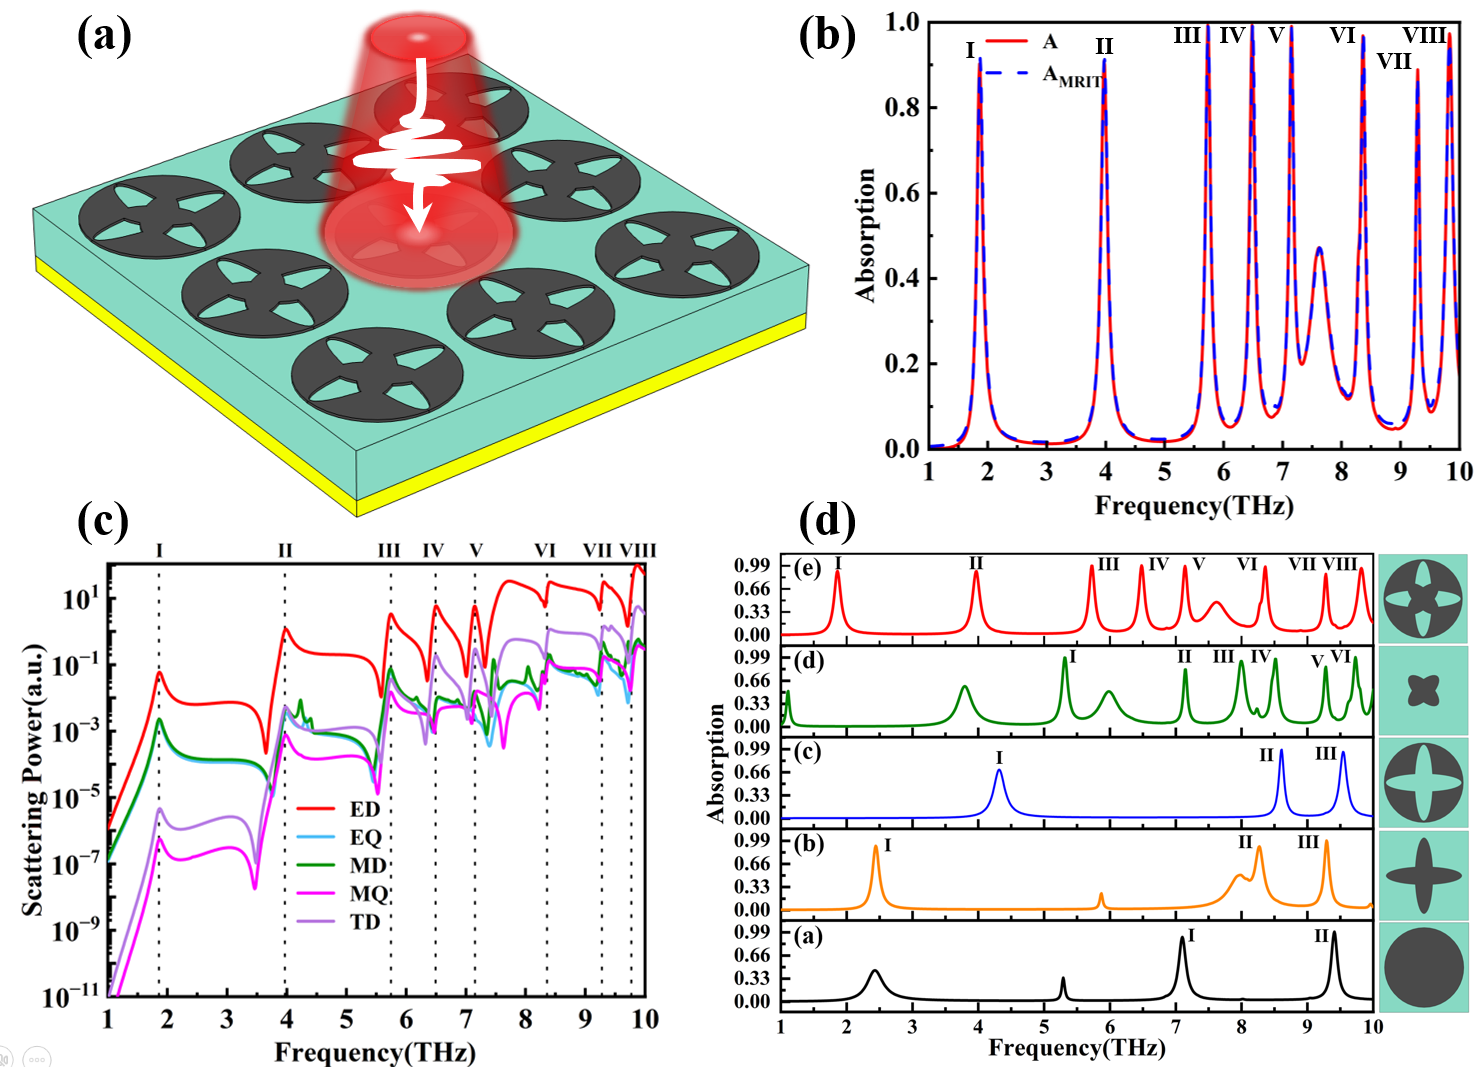 (a)
(b)
I
II
III
IV
V
VI
VII
VIII
A
A_MRIT
Absorption
1.0
0.8
0.6
0.4
0.2
0.0
1 2 3 4 5 6 7 8 9 10
Frequency(THz)
(c)
I II III IV V VI VII VIII
Scattering Power(a.u.)
10¹
10⁻¹
10⁻³
10⁻⁵
10⁻⁷
10⁻⁹
10⁻¹¹
ED
EQ
MD
MQ
TD
1 2 3 4 5 6 7 8 9 10
Frequency(THz)
(d)
Absorption
(e) I II III IV V VI VII VIII
0.99
0.66
0.33
0.00
(d) I II III IV V VI
0.99
0.66
0.33
0.00
(c) I II III
0.99
0.66
0.33
0.00
(b) I II III
0.99
0.66
0.33
0.00
(a) I II
0.99
0.66
0.33
0.00
1 2 3 4 5 6 7 8 9 10
Frequency(THz)